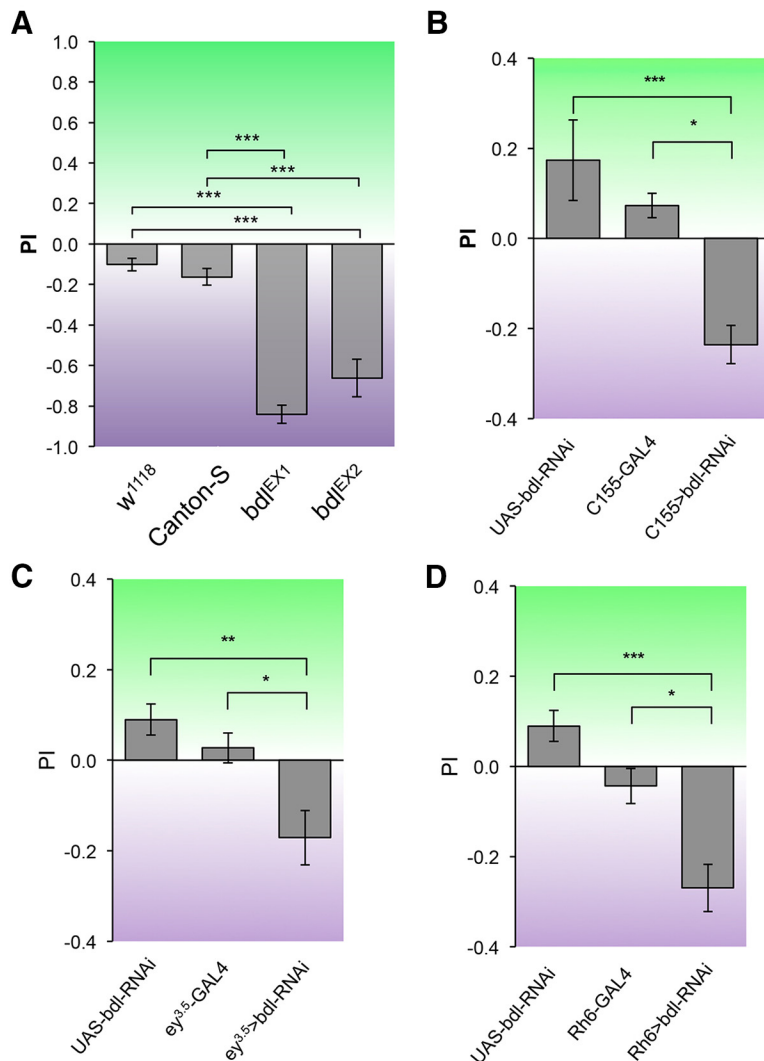 A
1.0
0.8
0.6
0.4
0.2
0.0
-0.2
-0.4
-0.6
-0.8
-1.0
PI
***
***
***
***
w1118
Canton-S
bdlEX1
bdlEX2
B
0.4
0.2
0.0
-0.2
-0.4
PI
***
*
UAS-bdl-RNAi
C155-GAL4
C155>bdl-RNAi
C
0.4
0.2
0.0
-0.2
-0.4
PI
**
*
UAS-bdl-RNAi
ey3.5-GAL4
ey3.5>bdl-RNAi
D
0.4
0.2
0.0
-0.2
-0.4
PI
***
*
UAS-bdl-RNAi
Rh6-GAL4
Rh6>bdl-RNAi